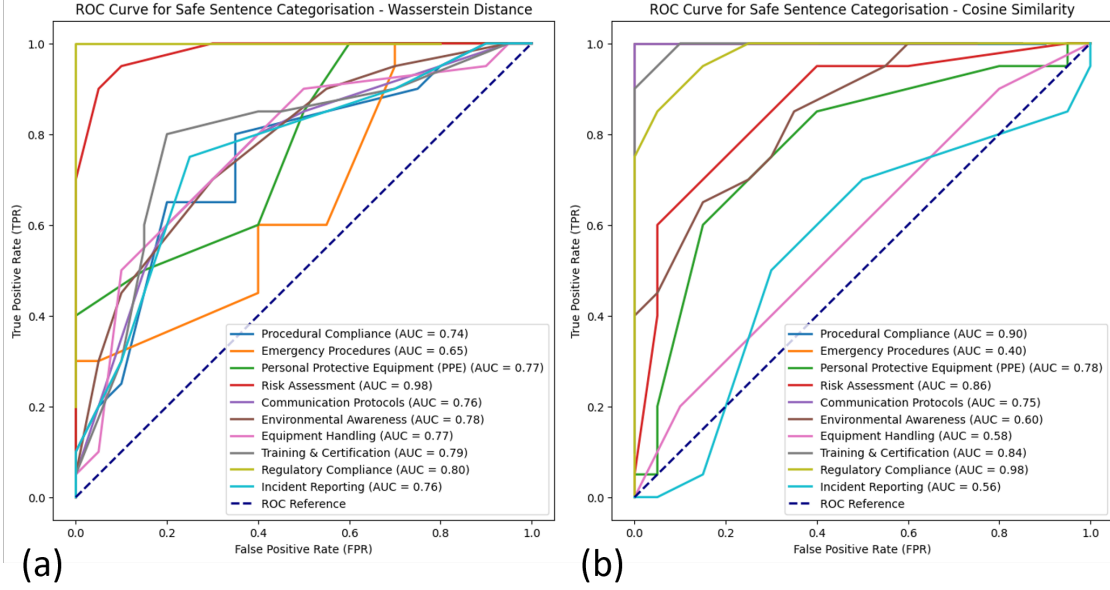 ROC Curve for Safe Sentence Categorisation - Wasserstein Distance
1.0
0.8
0.6
0.4
0.2
0.0
True Positive Rate (TPR)
Procedural Compliance (AUC = 0.74)
Emergency Procedures (AUC = 0.65)
Personal Protective Equipment (PPE) (AUC = 0.77)
Risk Assessment (AUC = 0.98)
Communication Protocols (AUC = 0.76)
Environmental Awareness (AUC = 0.78)
Equipment Handling (AUC = 0.77)
Training & Certification (AUC = 0.79)
Regulatory Compliance (AUC = 0.80)
Incident Reporting (AUC = 0.76)
ROC Reference
0.0 0.2 0.4 0.6 0.8 1.0
False Positive Rate (FPR)
(a)
ROC Curve for Safe Sentence Categorisation - Cosine Similarity
1.0
0.8
0.6
0.4
0.2
0.0
True Positive Rate (TPR)
Procedural Compliance (AUC = 0.90)
Emergency Procedures (AUC = 0.40)
Personal Protective Equipment (PPE) (AUC = 0.78)
Risk Assessment (AUC = 0.86)
Communication Protocols (AUC = 0.75)
Environmental Awareness (AUC = 0.60)
Equipment Handling (AUC = 0.58)
Training & Certification (AUC = 0.84)
Regulatory Compliance (AUC = 0.98)
Incident Reporting (AUC = 0.56)
ROC Reference
0.0 0.2 0.4 0.6 0.8 1.0
False Positive Rate (FPR)
(b)